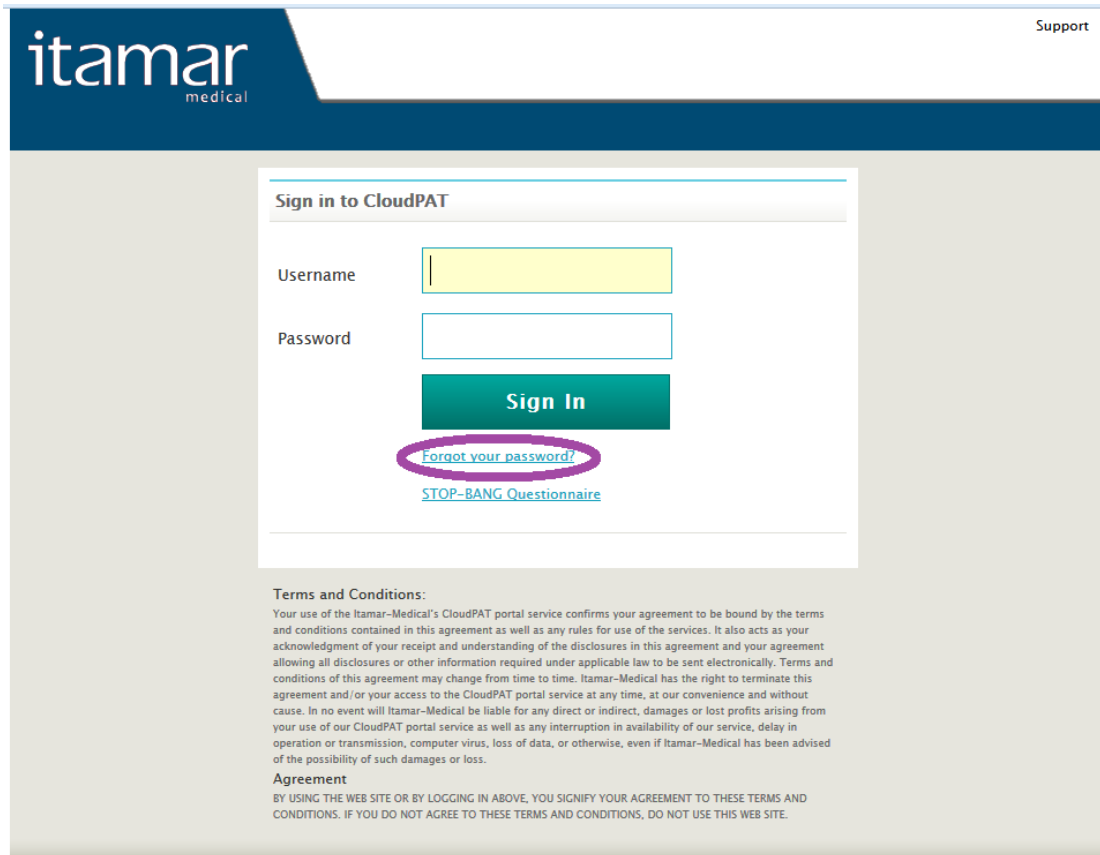 Support
itamar
medical
Sign in to CloudPAT
Username
Password
Sign In
Forgot your password?
STOP-BANG Questionnaire
Terms and Conditions:
Your use of the Itamar-Medical's CloudPAT portal service confirms your agreement to be bound by the terms
and conditions contained in this agreement as well as any rules for use of the services. It also acts as your
acknowledgment of your receipt and understanding of the disclosures in this agreement and your agreement
allowing all disclosures or other information required under applicable law to be sent electronically. Terms and
conditions of this agreement may change from time to time. Itamar-Medical has the right to terminate this
agreement and/or your access to the CloudPAT portal service at any time, at our convenience and without
cause. In no event will Itamar-Medical be liable for any direct or indirect, damages or lost profits arising from
your use of our CloudPAT portal service as well as any interruption in availability of our service, delay in
operation or transmission, computer virus, loss of data, or otherwise, even if Itamar-Medical has been advised
of the possibility of such damages or loss.
Agreement
BY USING THE WEB SITE OR BY LOGGING IN ABOVE, YOU SIGNIFY YOUR AGREEMENT TO THESE TERMS AND
CONDITIONS. IF YOU DO NOT AGREE TO THESE TERMS AND CONDITIONS, DO NOT USE THIS WEB SITE.